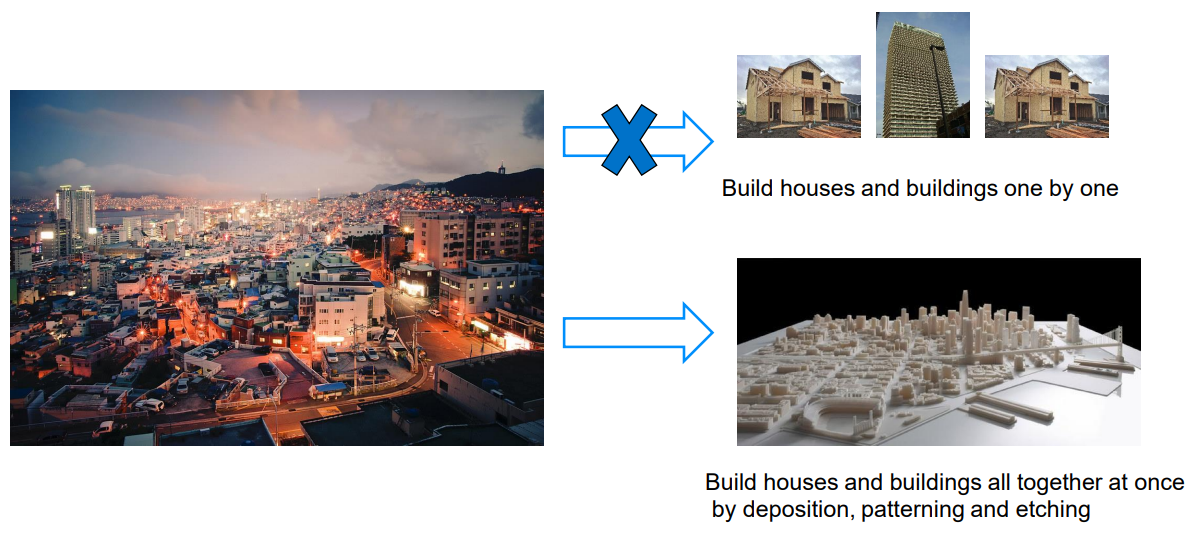 Build houses and buildings one by one
Build houses and buildings all together at once
by deposition, patterning and etching